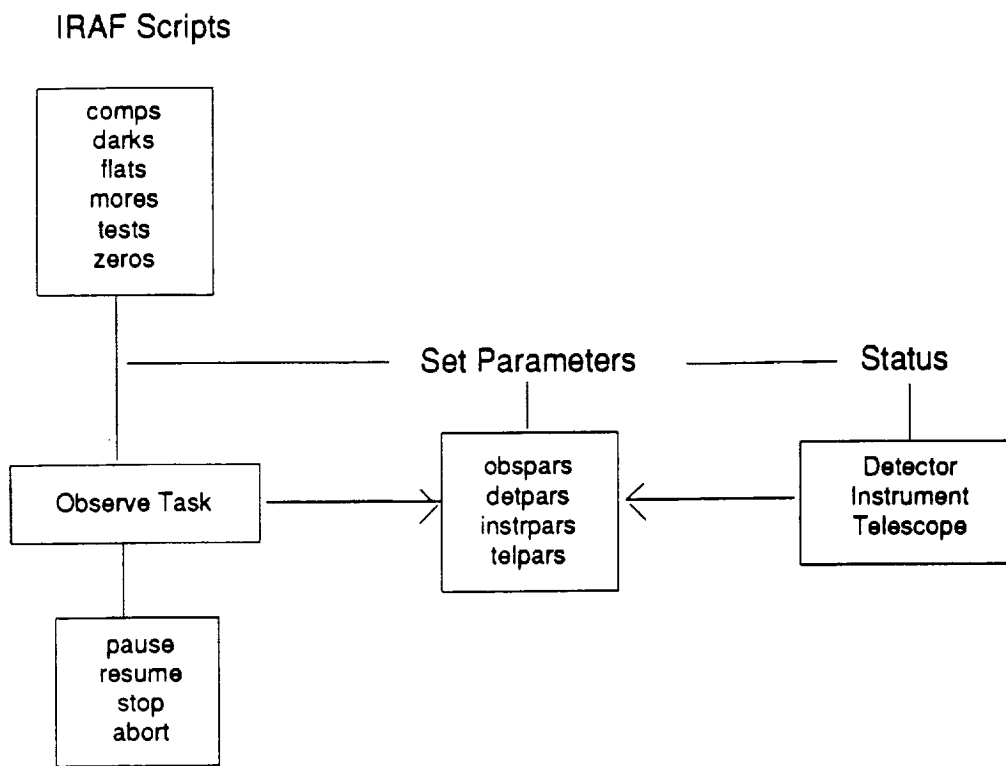 IRAF Scripts
comps
darks
flats
mores
tests
zeros
Set Parameters
Status
Observe Task
obspars
detpars
instrpars
telpars
Detector
Instrument
Telescope
pause
resume
stop
abort